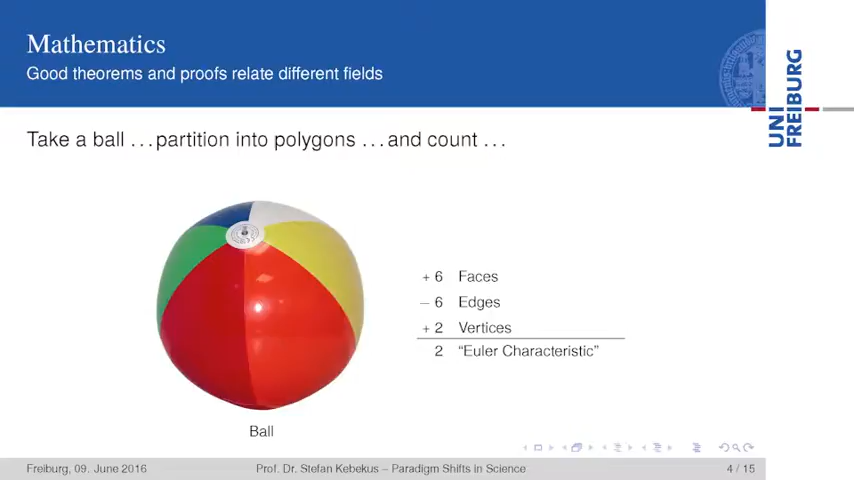 Mathematics
Good theorems and proofs relate different fields
UNI
FREIBURG
Take a ball ... partition into polygons ... and count ...
+ 6 Faces
− 6 Edges
+ 2 Vertices
2 “Euler Characteristic”
Ball
Freiburg, 09. June 2016 Prof. Dr. Stefan Kebekus – Paradigm Shifts in Science 4 / 15